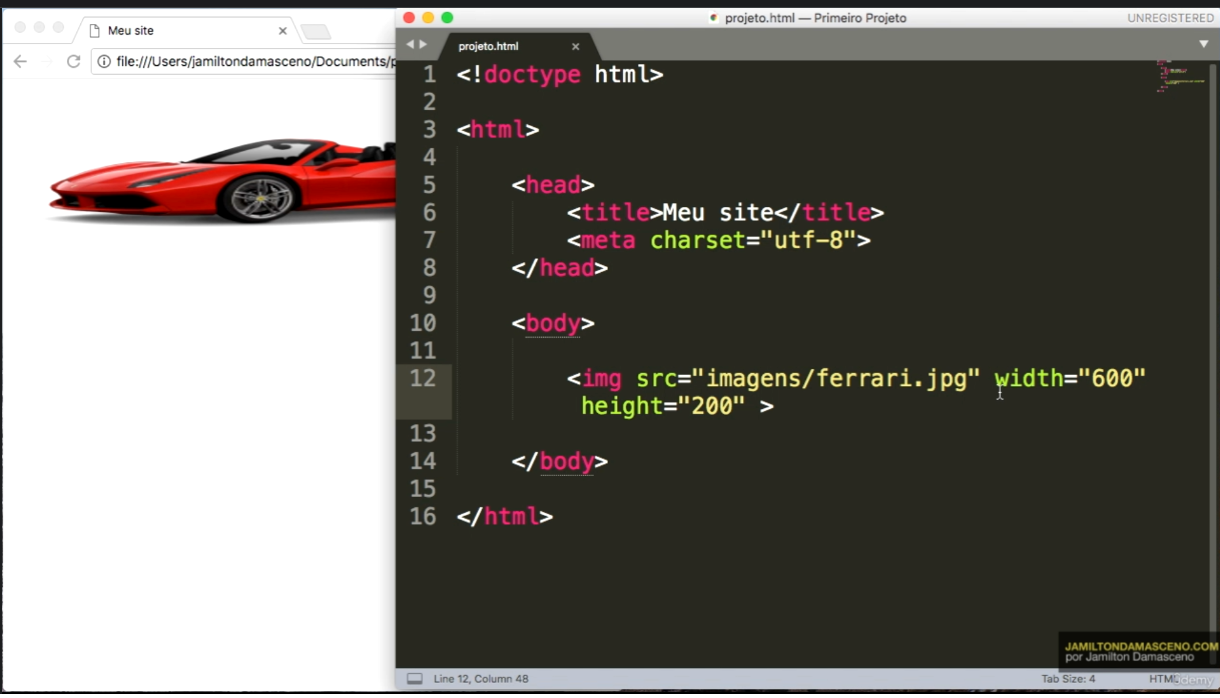 Meu site
file:///Users/jamiltondamasceno/Documents/p
projeto.html — Primeiro Projeto
UNREGISTERED
projeto.html
1 <!doctype html>
2
3 <html>
4
5 <head>
6 <title>Meu site</title>
7 <meta charset="utf-8">
8 </head>
9
10 <body>
11
12 <img src="imagens/ferrari.jpg" width="600"
height="200" >
13
14 </body>
15
16 </html>
JAMILTONDAMASCENO.COM
por Jamilton Damasceno
Line 12, Column 48
Tab Size: 4
HTML
udemy